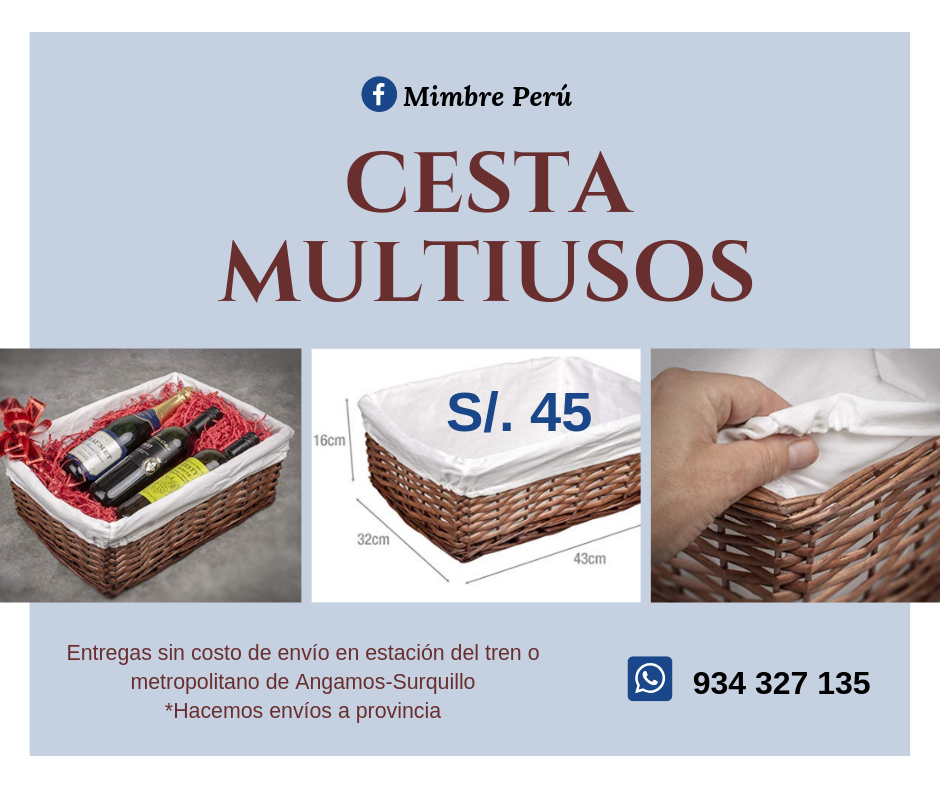 Mimbre Perú
CESTA
MULTIUSOS
S/. 45
16cm
32cm
43cm
Entregas sin costo de envío en estación del tren o
metropolitano de Angamos-Surquillo
*Hacemos envíos a provincia
934 327 135